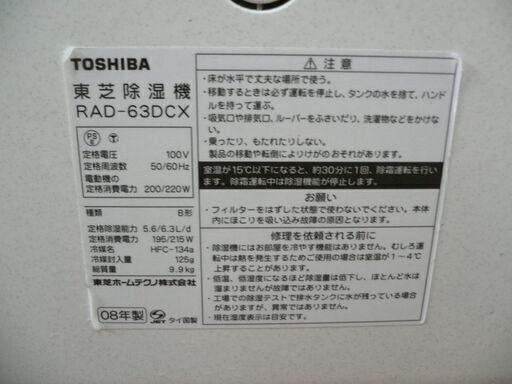 TOSHIBA
東芝除湿機
RAD-63DCX
PS
E
定格電圧 100V
定格周波数 50/60Hz
電動機の
定格消費電力 200/220W
種類 B形
定格除湿能力 5.6/6.3L/d
定格消費電力 195/215W
冷媒名 HFC-134a
冷媒封入量 125g
総質量 9.9kg
東芝ホームテクノ株式会社
08年製
JET タイ国製
⚠注意
・床が水平で丈夫な場所で使う。
・移動するときは必ず運転を停止し、タンクの水を捨て、ハンド
ルを持って運ぶ。
・吸気口や排気口、ルーバーをふさいだり、洗濯物などをかけな
い。
・乗ったり、もたれない。
製品の移動や転倒によりけがのおそれがあります。
室温が15℃以下になると、約30分に1回、除霜運転を行い
ます。除霜運転中は除湿機能が停止します。
お願い
・フィルターをはずした状態で使わないでください。本体
内にほこりを吸い込み故障の原因になります。
修理を依頼される前に
・除湿機にはお部屋を冷やす機能はありません。むしろ運
転中は熱を発生するためご使用の場合は室温が1〜4℃
上昇することがあります。
・低温、低湿度になるほど除湿量は低下し、ほとんど水は
溜まりませんが故障ではありません。
・工場での除湿テストで排水タンクに水が残っている場合
がありますが、異常ではありません。
・現在湿度表示は目安です。